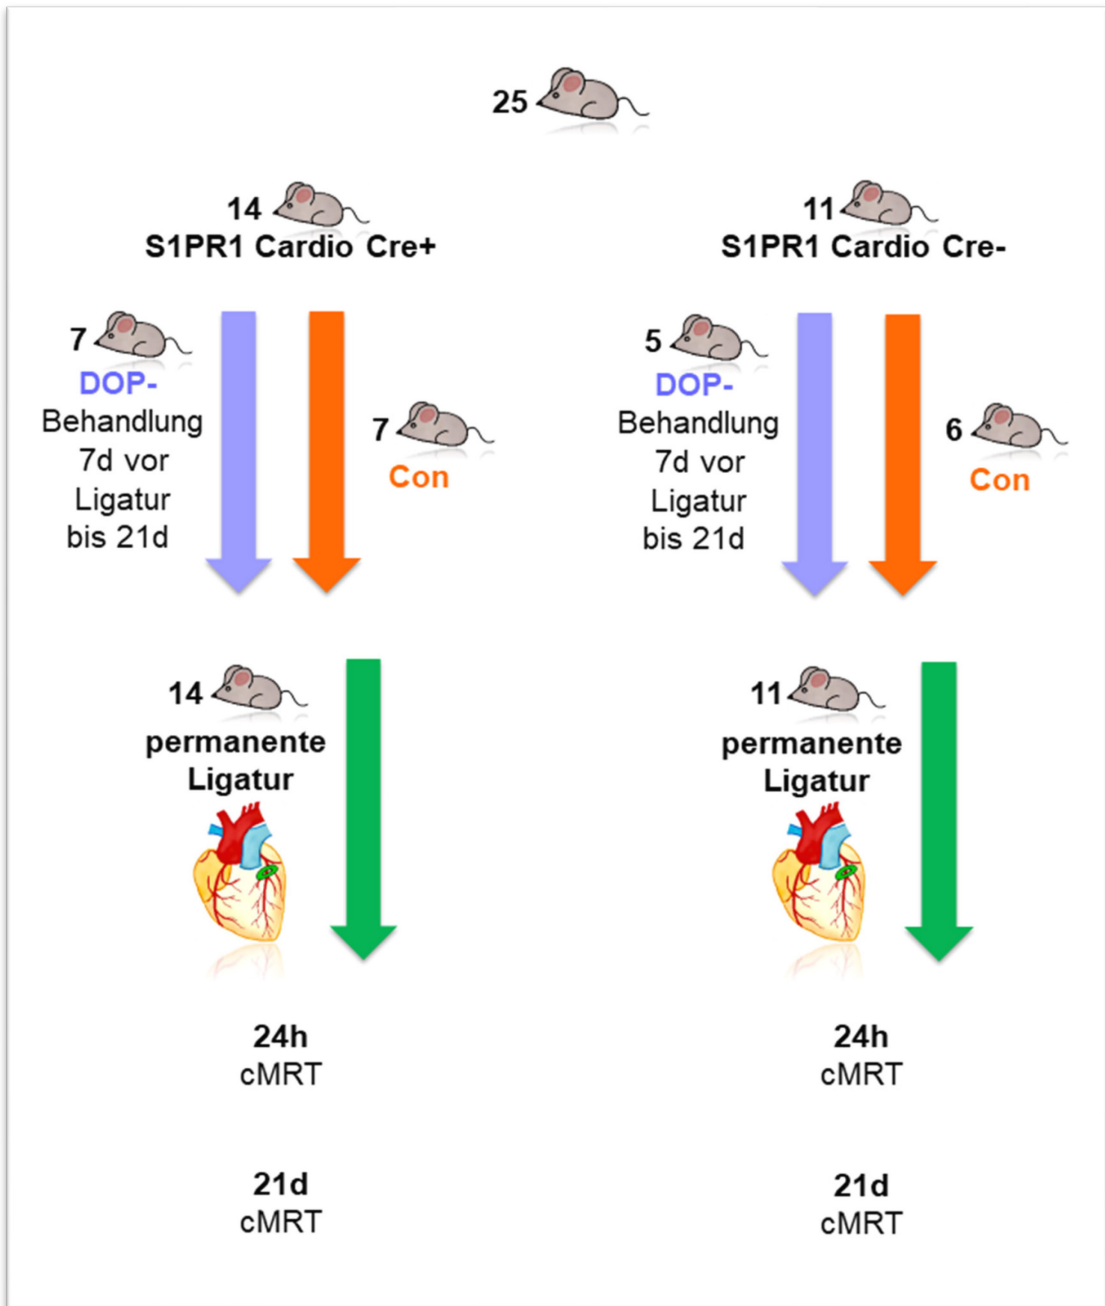 25
14
S1PR1 Cardio Cre+
7
DOP-
Behandlung
7d vor
Ligatur
bis 21d
7
Con
14
permanente
Ligatur
24h
cMRT
21d
cMRT
11
S1PR1 Cardio Cre-
5
DOP-
Behandlung
7d vor
Ligatur
bis 21d
6
Con
11
permanente
Ligatur
24h
cMRT
21d
cMRT